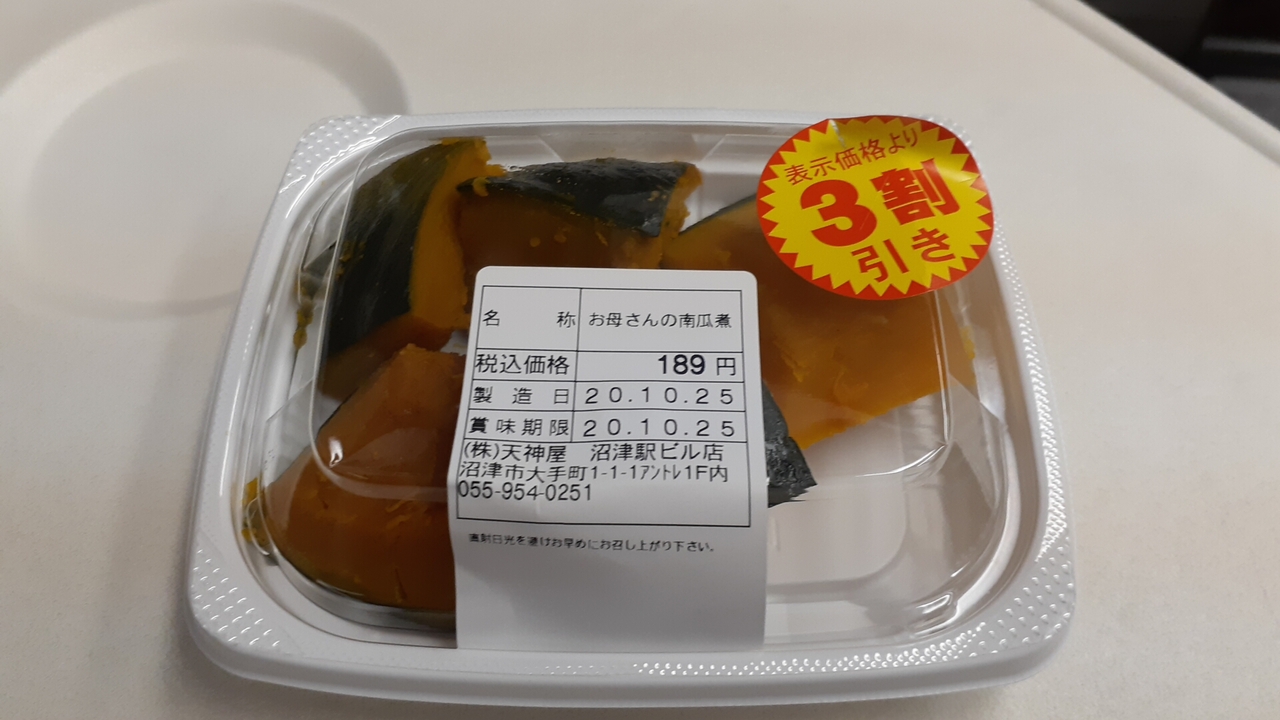 表示価格より
3割
引き
名 称 お母さんの南瓜煮
税込価格 189 円
製 造 日 20.10.25
賞味期限 20.10.25
(株)天神屋 沼津駅ビル店
沼津市大手町1-1-1アントレ1F内
055-954-0251
直射日光を避けお早めにお召し上がり下さい。